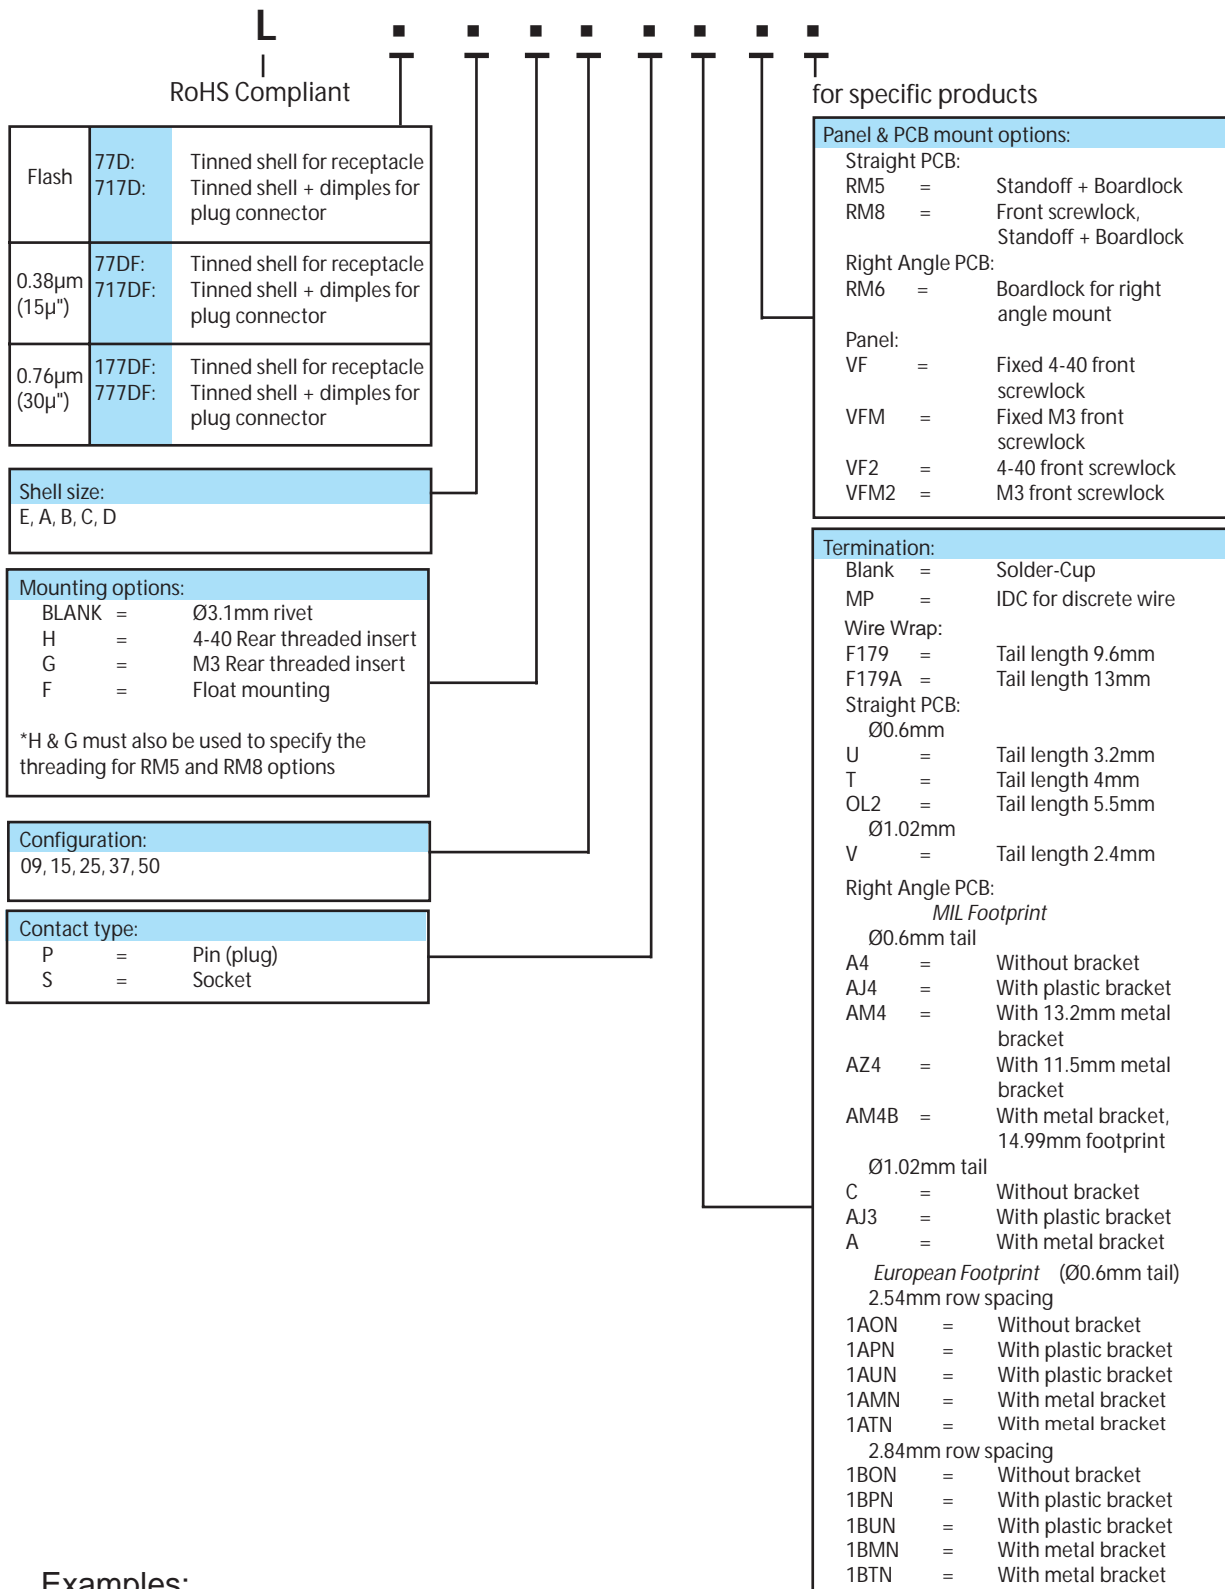 L
RoHS Compliant
for specific products
Flash
77D: Tinned shell for receptacle
717D: Tinned shell + dimples for
plug connector
0.38µm
(15µ")
77DF: Tinned shell for receptacle
717DF: Tinned shell + dimples for
plug connector
0.76µm
(30µ")
177DF: Tinned shell for receptacle
777DF: Tinned shell + dimples for
plug connector
Shell size:
E, A, B, C, D
Mounting options:
BLANK = Ø3.1mm rivet
H = 4-40 Rear threaded insert
G = M3 Rear threaded insert
F = Float mounting
*H & G must also be used to specify the
threading for RM5 and RM8 options
Configuration:
09, 15, 25, 37, 50
Contact type:
P = Pin (plug)
S = Socket
Panel & PCB mount options:
Straight PCB:
RM5 = Standoff + Boardlock
RM8 = Front screwlock,
Standoff + Boardlock
Right Angle PCB:
RM6 = Boardlock for right
angle mount
Panel:
VF = Fixed 4-40 front
screwlock
VFM = Fixed M3 front
screwlock
VF2 = 4-40 front screwlock
VFM2 = M3 front screwlock
Termination:
Blank = Solder-Cup
MP = IDC for discrete wire
Wire Wrap:
F179 = Tail length 9.6mm
F179A = Tail length 13mm
Straight PCB:
Ø0.6mm
U = Tail length 3.2mm
T = Tail length 4mm
OL2 = Tail length 5.5mm
Ø1.02mm
V = Tail length 2.4mm
Right Angle PCB:
MIL Footprint
Ø0.6mm tail
A4 = Without bracket
AJ4 = With plastic bracket
AM4 = With 13.2mm metal
bracket
AZ4 = With 11.5mm metal
bracket
AM4B = With metal bracket,
14.99mm footprint
Ø1.02mm tail
C = Without bracket
AJ3 = With plastic bracket
A = With metal bracket
European Footprint (Ø0.6mm tail)
2.54mm row spacing
1AON = Without bracket
1APN = With plastic bracket
1AUN = With plastic bracket
1AMN = With metal bracket
1ATN = With metal bracket
2.84mm row spacing
1BON = Without bracket
1BPN = With plastic bracket
1BUN = With plastic bracket
1BMN = With metal bracket
1BTN = With metal bracket
Examples: